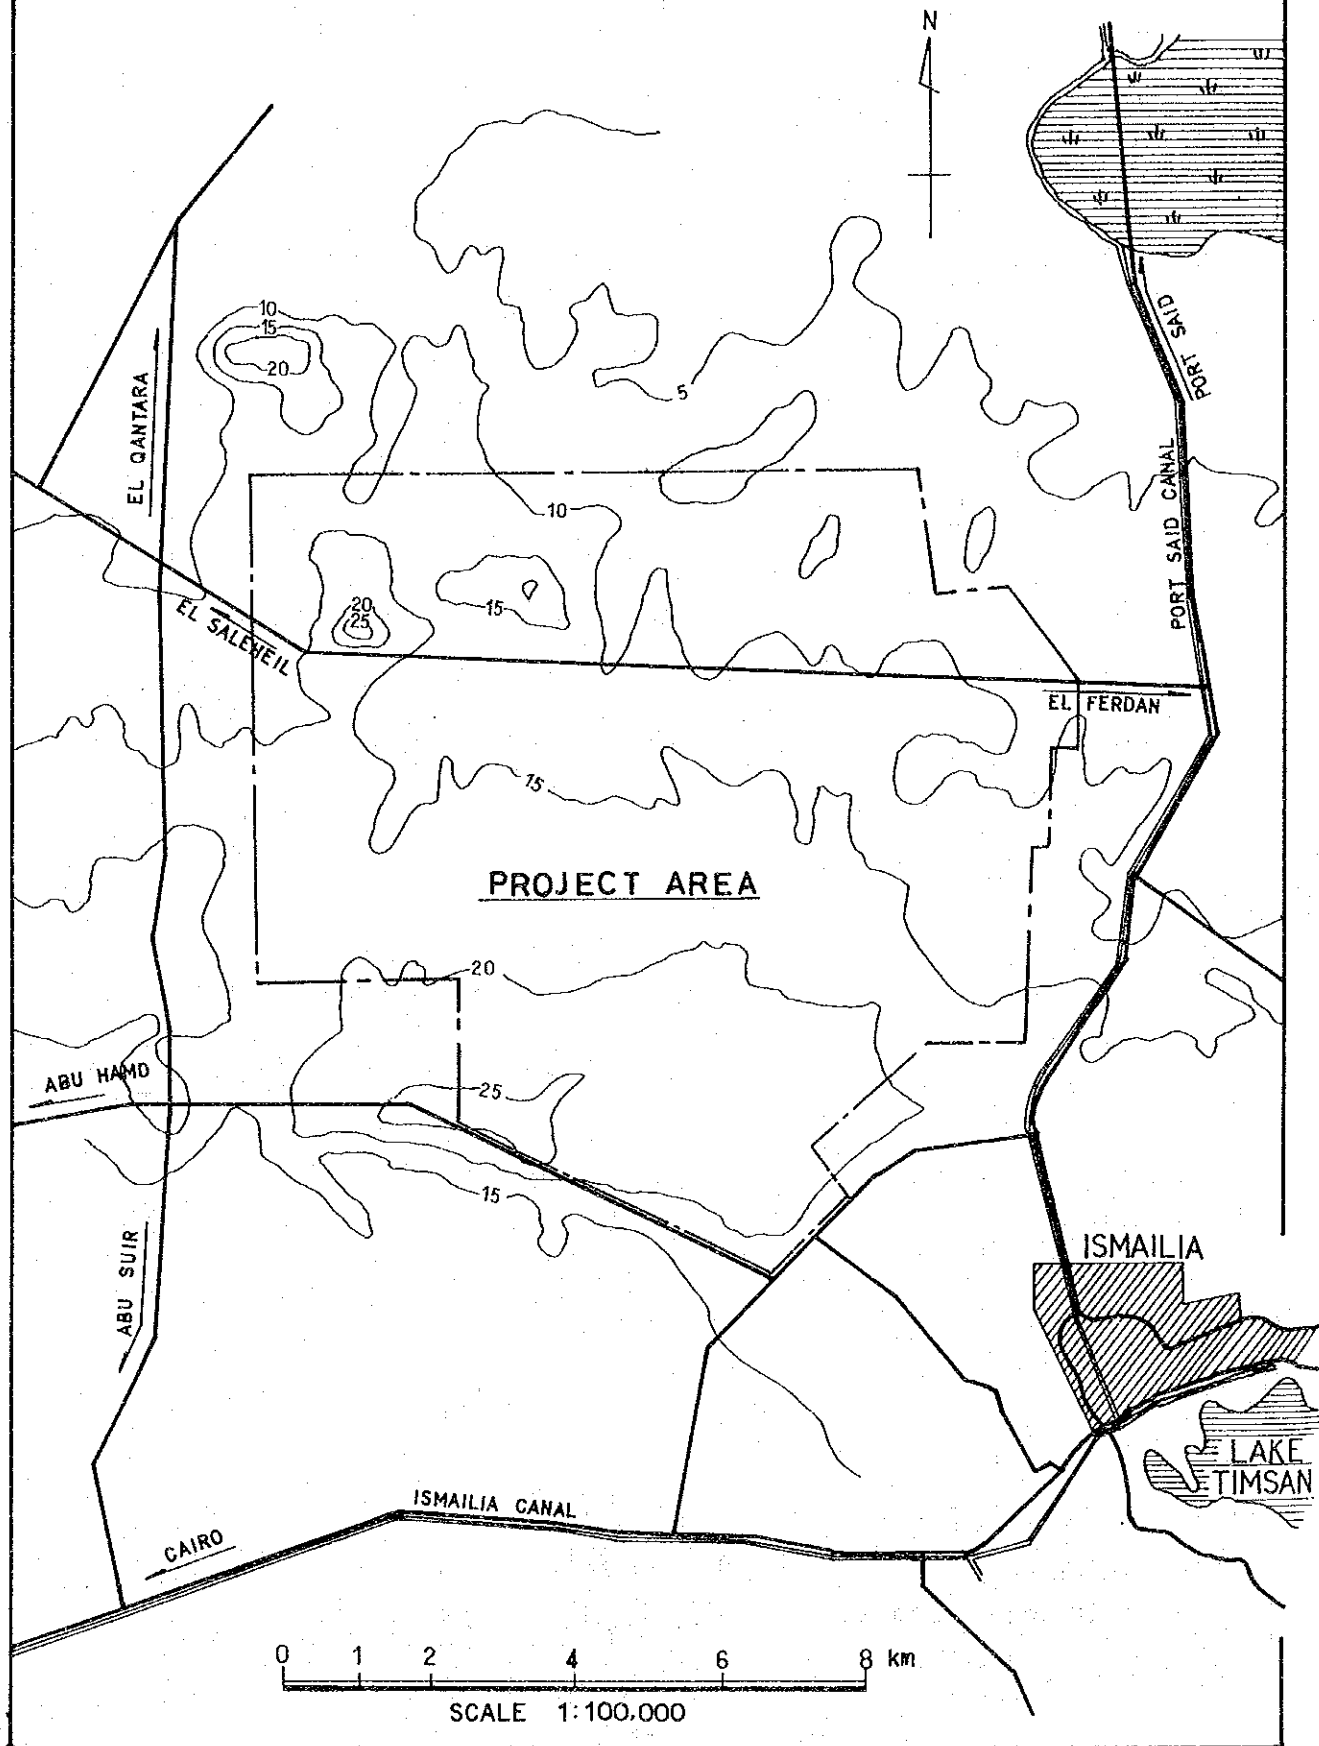 N
PORT SAID
10
15
20
5
EL QANTARA
PORT SAID CANAL
10
20
25
15
EL SALEHEIL
EL FERDAN
15
PROJECT AREA
20
ABU HAMD
25
15
ABU SUIR
ISMAILIA
LAKE
TIMSAN
ISMAILIA CANAL
CAIRO
0 1 2 4 6 8 km
SCALE 1:100,000